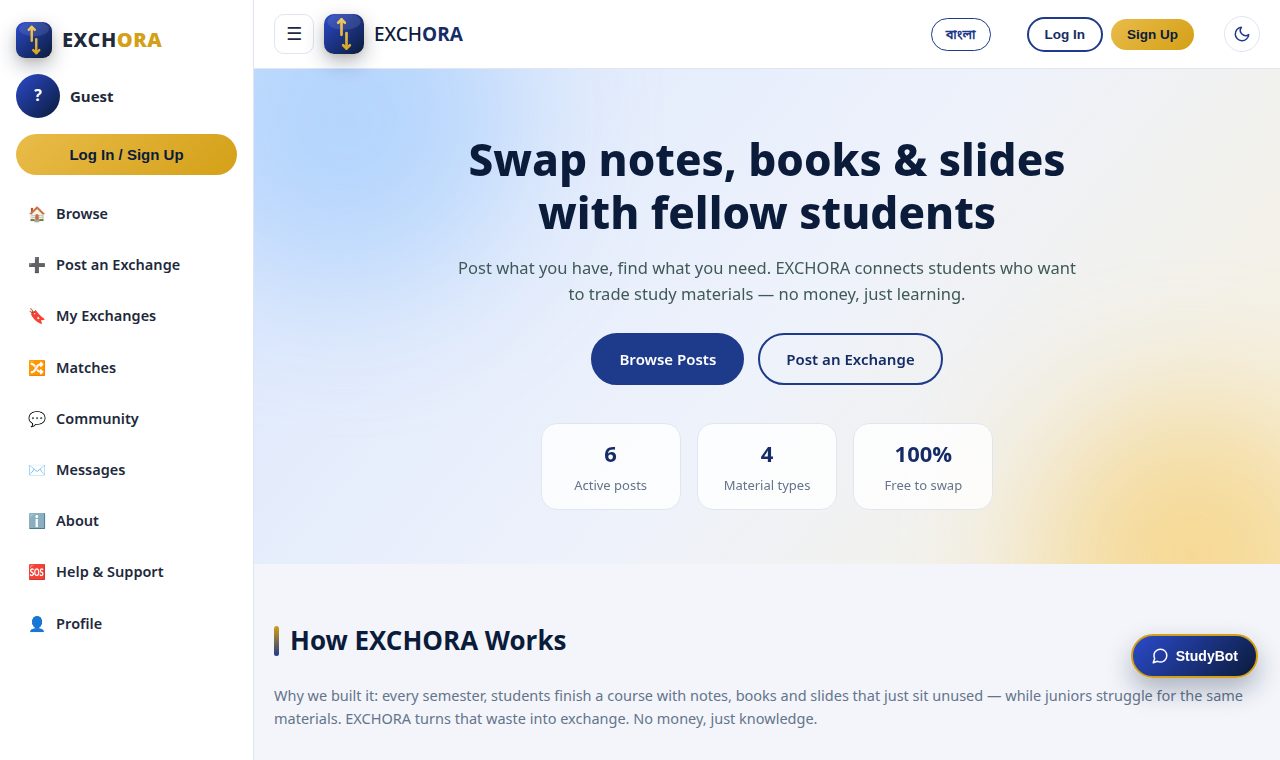 EXCHORA
?
Guest
Log In / Sign Up
Browse
Post an Exchange
My Exchanges
Matches
Community
Messages
About
SOS
Help & Support
Profile
EXCHORA
বাংলা
Log In
Sign Up
Swap notes, books & slides
with fellow students
Post what you have, find what you need. EXCHORA connects students who want
to trade study materials — no money, just learning.
Browse Posts
Post an Exchange
6
Active posts
4
Material types
100%
Free to swap
How EXCHORA Works
Why we built it: every semester, students finish a course with notes, books and slides that just sit unused — while juniors struggle for the same
materials. EXCHORA turns that waste into exchange. No money, just knowledge.
StudyBot